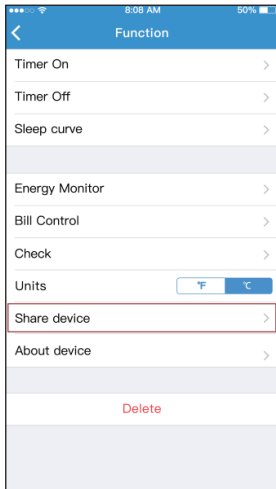 8:08 AM
50%
Function
Timer On
Timer Off
Sleep curve
Energy Monitor
Bill Control
Check
Units °F °C
Share device
About device
Delete